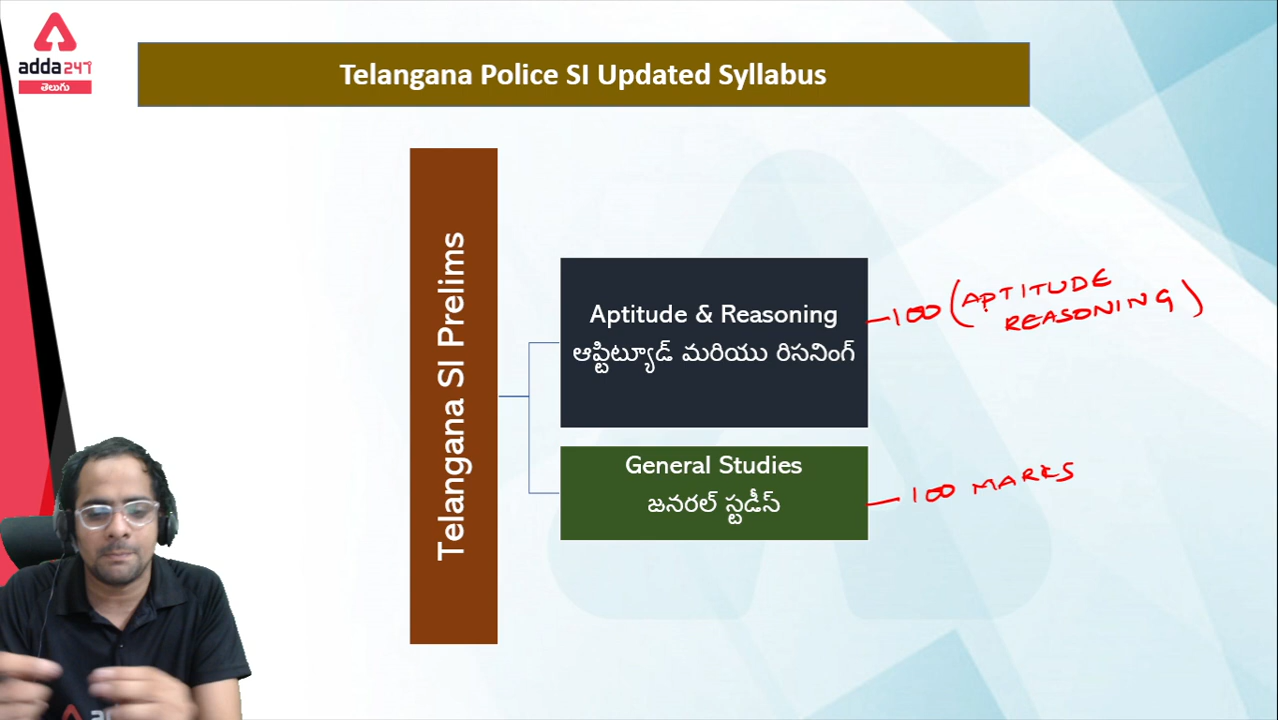 adda247
తెలుగు
Telangana Police SI Updated Syllabus
Telangana SI Prelims
Aptitude & Reasoning
ఆప్టిట్యూడ్ మరియు రిసనింగ్
100 (APTITUDE
REASONING)
General Studies
జనరల్ స్టడీస్
100 MARKS